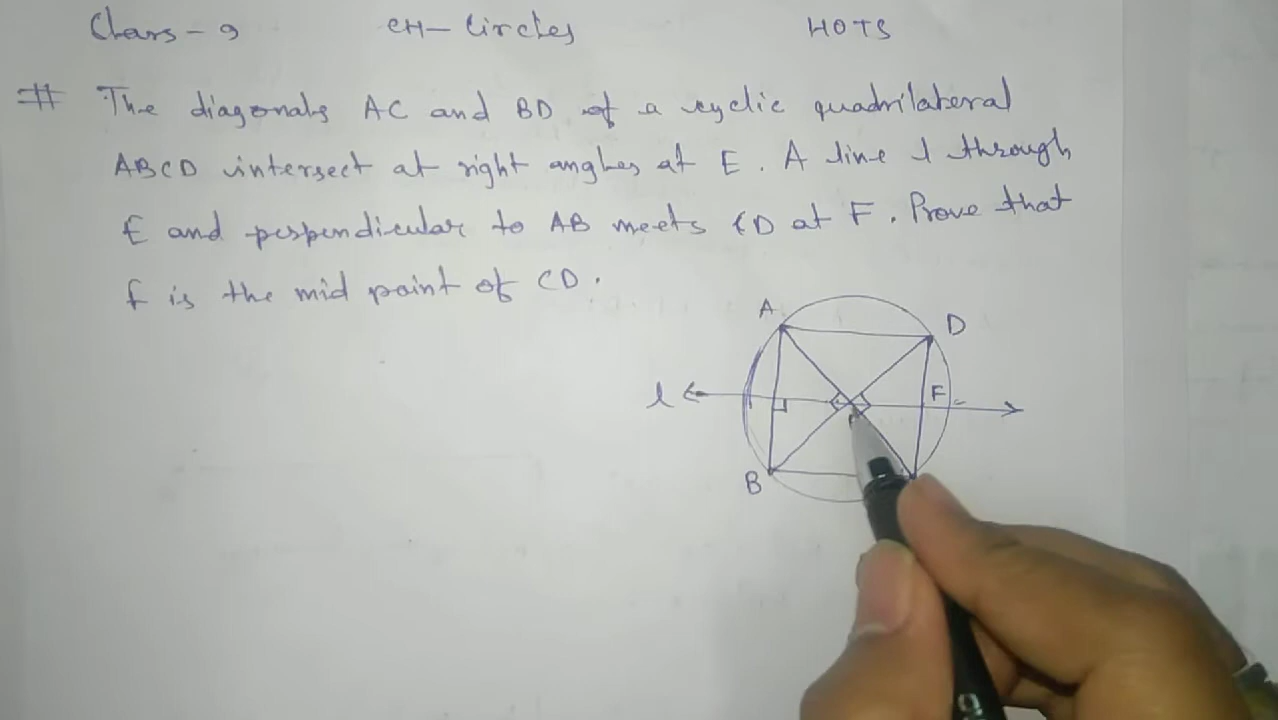 Class - 9 CH - Circles HOTS
# The diagonals AC and BD of a cyclic quadrilateral
ABCD intersect at right angles at E. A line l through
E and perpendicular to AB meets CD at F. Prove that
F is the mid point of CD.
A
D
l
F
B